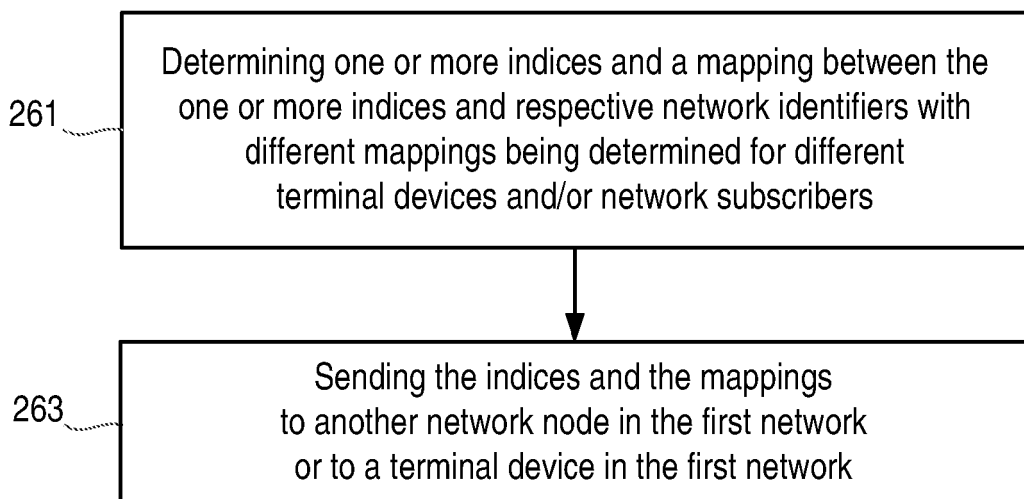 Determining one or more indices and a mapping between the
261
one or more indices and respective network identifiers with
different mappings being determined for different
terminal devices and/or network subscribers
Sending the indices and the mappings
263
to another network node in the first network
or to a terminal device in the first network